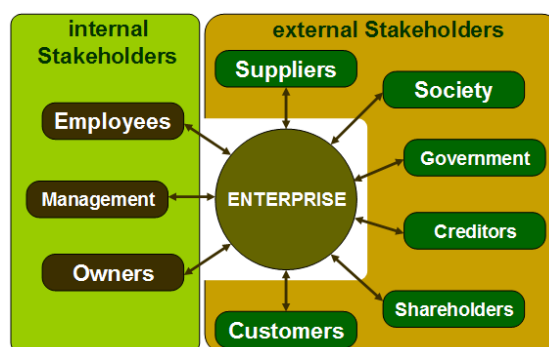 internal
Stakeholders
external Stakeholders
Suppliers
Society
Employees
Government
Management
ENTERPRISE
Creditors
Owners
Shareholders
Customers